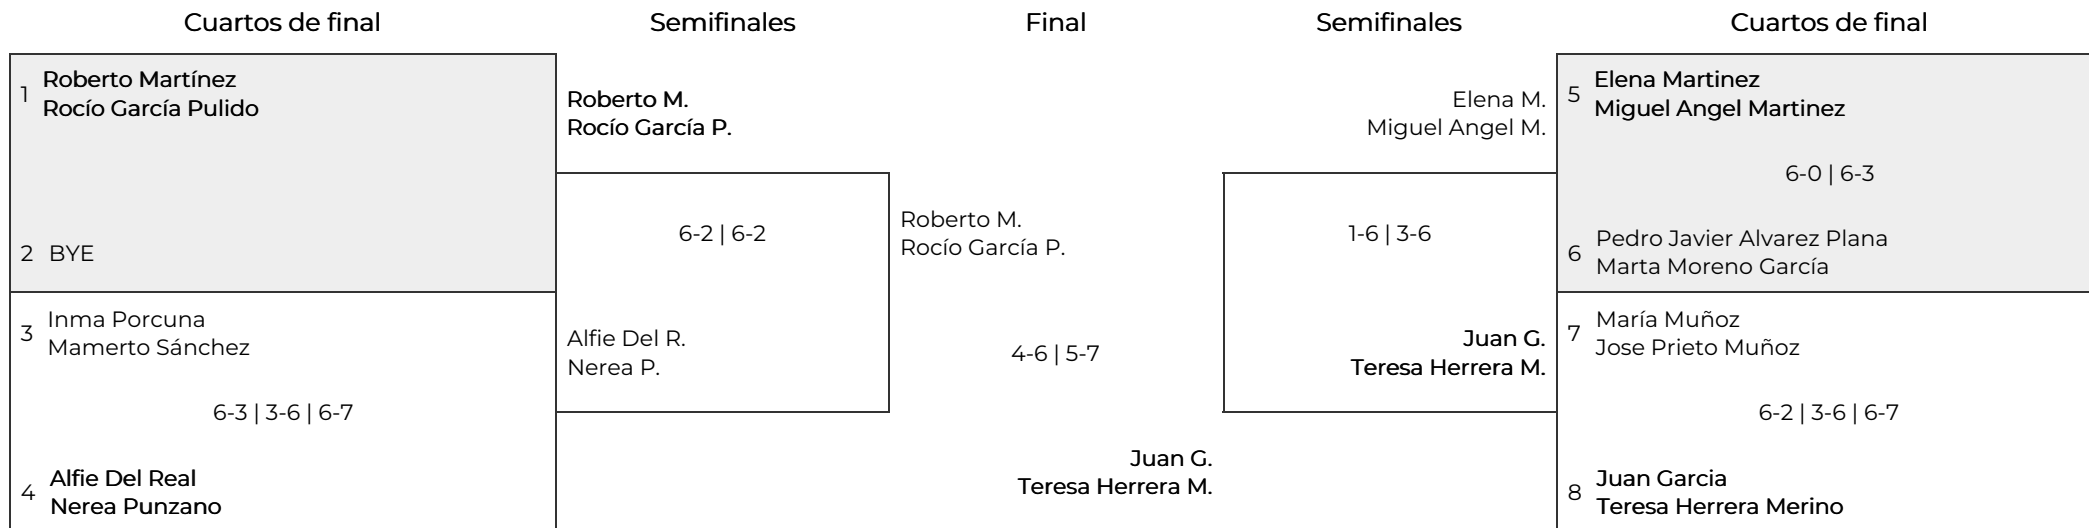 Cuartos de final
Semifinales
Final
Semifinales
Cuartos de final
1
Roberto Martínez
Rocío García Pulido
2 BYE
3
Inma Porcuna
Mamerto Sánchez
6-3 | 3-6 | 6-7
4
Alfie Del Real
Nerea Punzano
Roberto M.
Rocío García P.
6-2 | 6-2
Alfie Del R.
Nerea P.
Roberto M.
Rocío García P.
4-6 | 5-7
Juan G.
Teresa Herrera M.
Elena M.
Miguel Angel M.
1-6 | 3-6
Juan G.
Teresa Herrera M.
5
Elena Martinez
Miguel Angel Martinez
6-0 | 6-3
6
Pedro Javier Alvarez Plana
Marta Moreno García
7
María Muñoz
Jose Prieto Muñoz
6-2 | 3-6 | 6-7
8
Juan Garcia
Teresa Herrera Merino